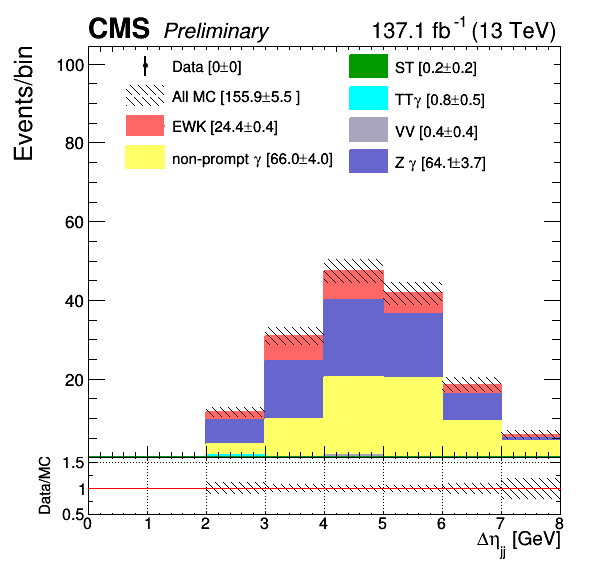 CMS Preliminary 137.1 fb⁻¹ (13 TeV)
Events/bin
100
80
60
40
20
Data [0±0]
All MC [155.9±5.5 ]
EWK [24.4±0.4]
non-prompt γ [66.0±4.0]
ST [0.2±0.2]
TTγ [0.8±0.5]
VV [0.4±0.4]
Z γ [64.1±3.7]
Data/MC
1.5
1
0.5
0 1 2 3 4 5 6 7 8
Δη_jj [GeV]